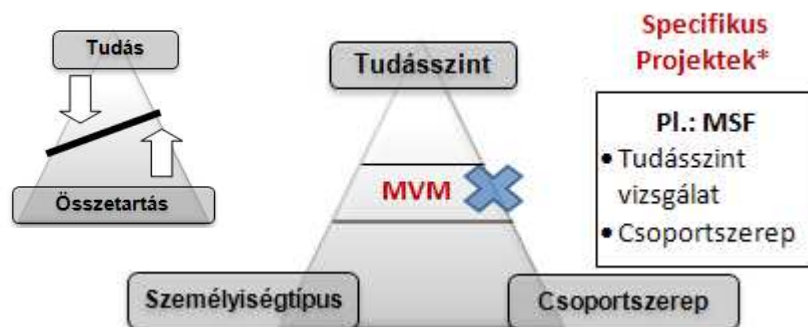 Tudás
Összetartás
Tudásszint
MVM
Személyiségtípus
Csoportszerep
Specifikus
Projektek*
Pl.: MSF
• Tudásszint
vizsgálat
• Csoportszerep